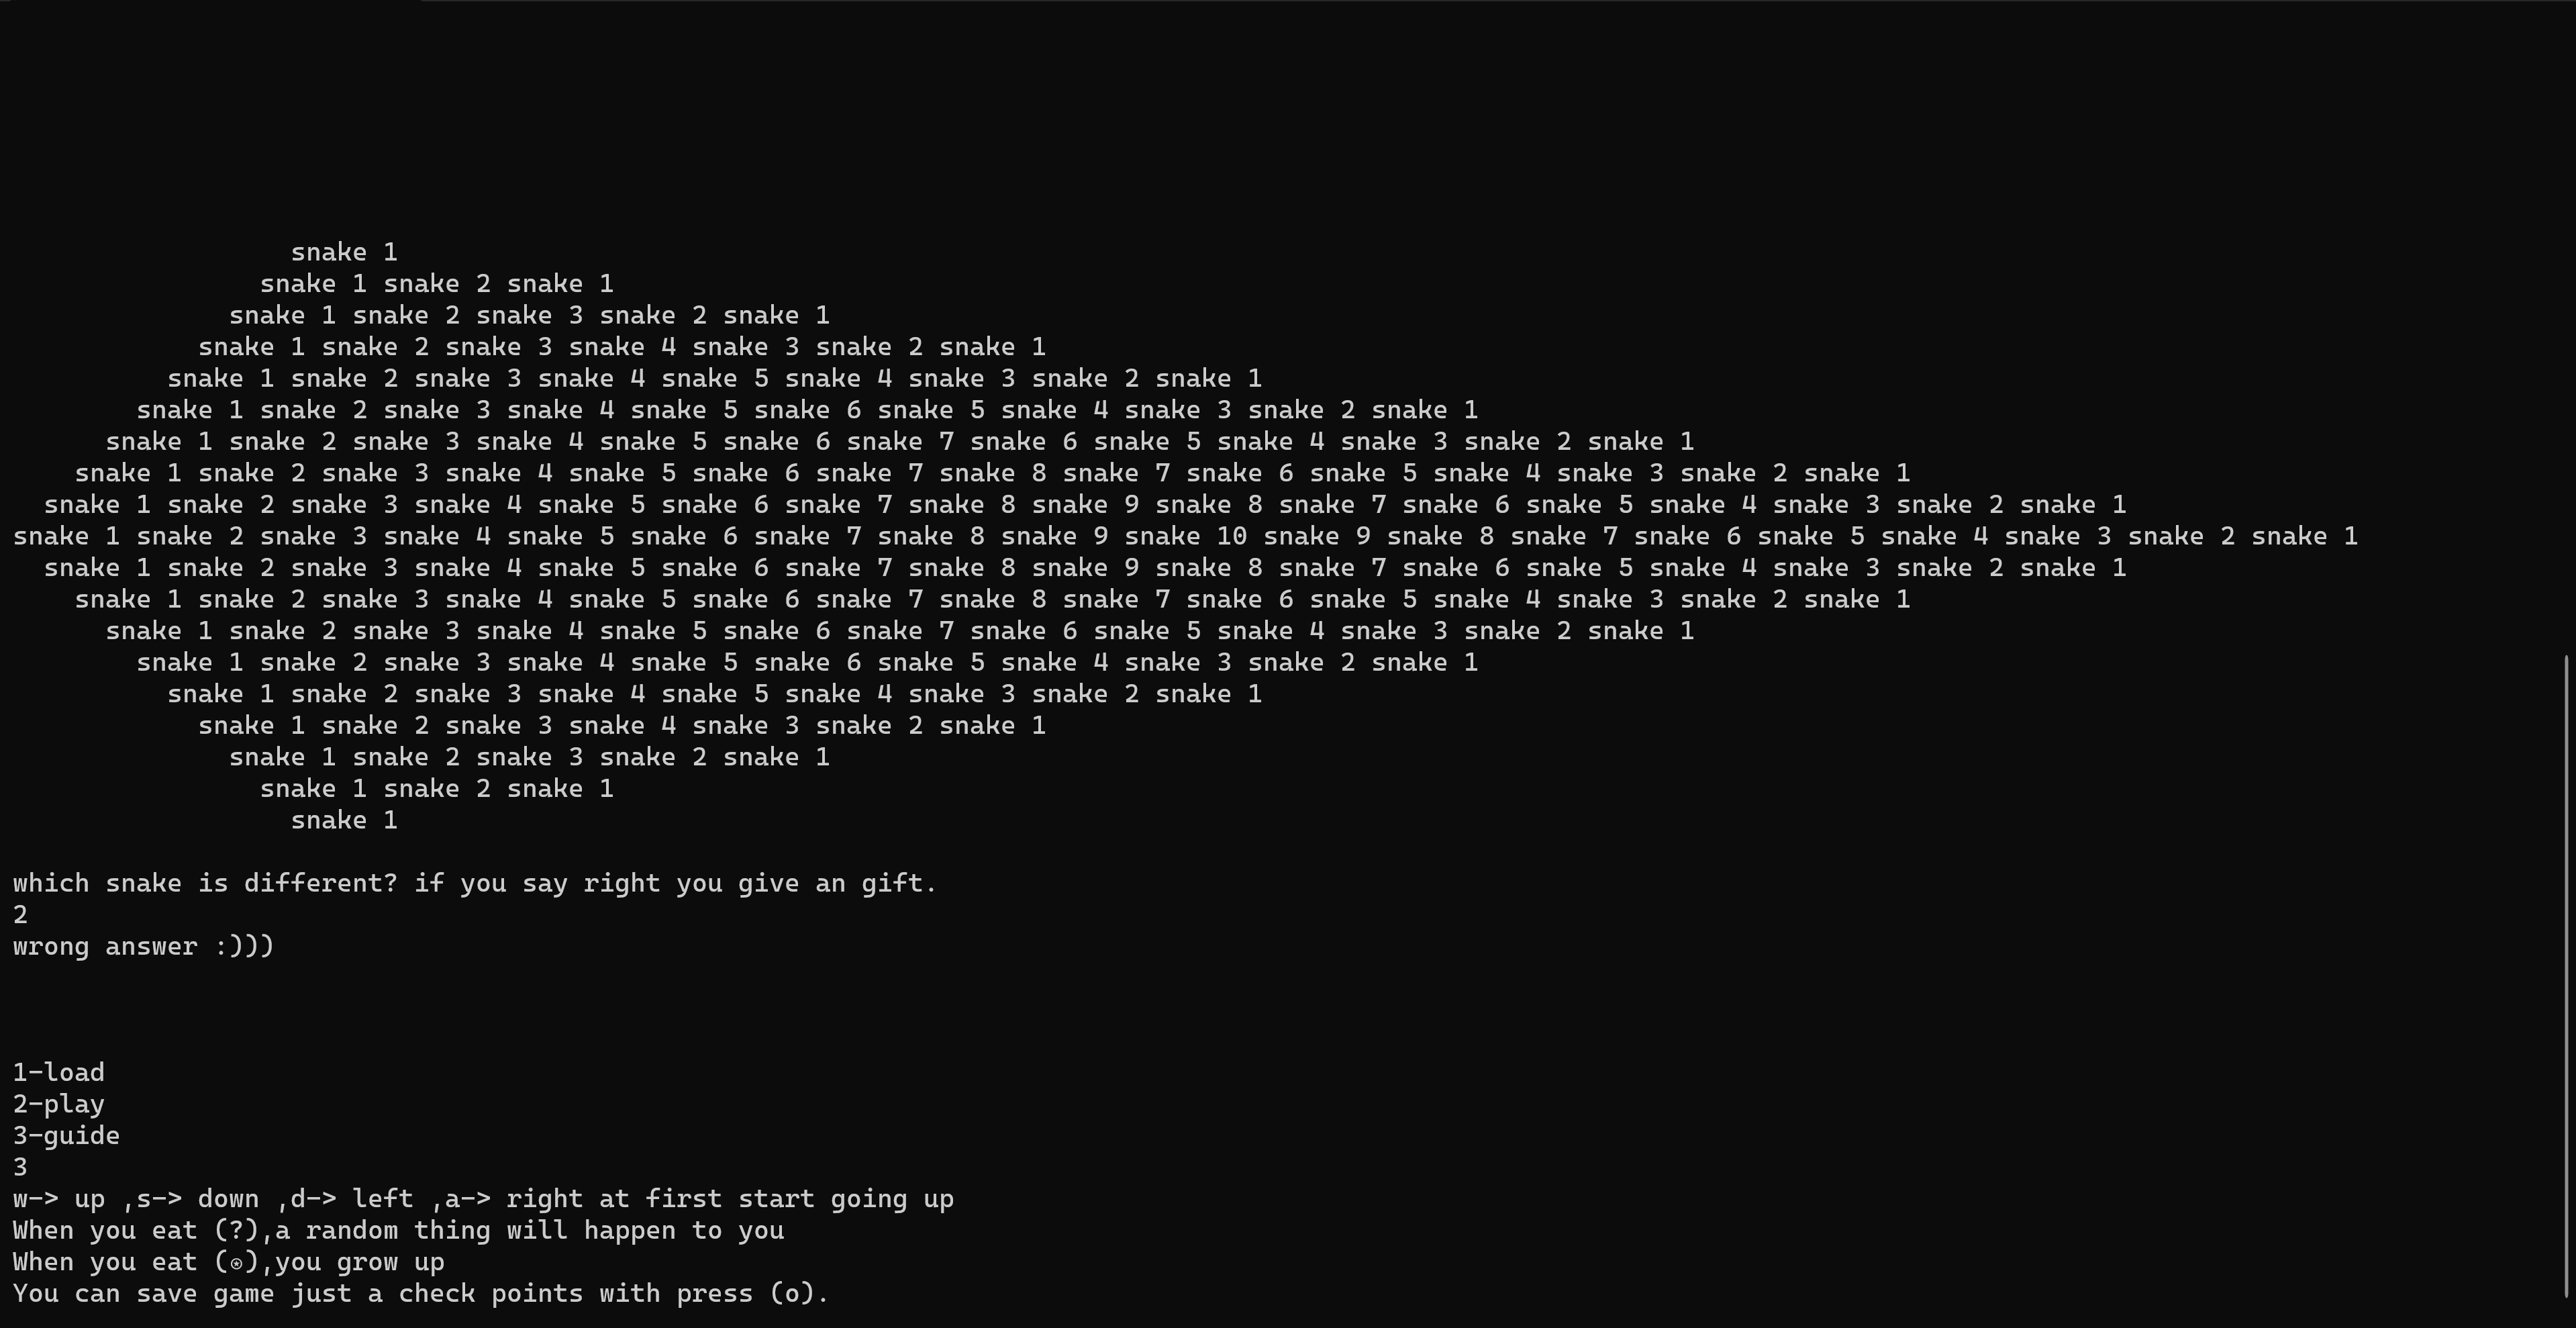 snake 1
snake 1 snake 2 snake 1
snake 1 snake 2 snake 3 snake 2 snake 1
snake 1 snake 2 snake 3 snake 4 snake 3 snake 2 snake 1
snake 1 snake 2 snake 3 snake 4 snake 5 snake 4 snake 3 snake 2 snake 1
snake 1 snake 2 snake 3 snake 4 snake 5 snake 6 snake 5 snake 4 snake 3 snake 2 snake 1
snake 1 snake 2 snake 3 snake 4 snake 5 snake 6 snake 7 snake 6 snake 5 snake 4 snake 3 snake 2 snake 1
snake 1 snake 2 snake 3 snake 4 snake 5 snake 6 snake 7 snake 8 snake 7 snake 6 snake 5 snake 4 snake 3 snake 2 snake 1
snake 1 snake 2 snake 3 snake 4 snake 5 snake 6 snake 7 snake 8 snake 9 snake 8 snake 7 snake 6 snake 5 snake 4 snake 3 snake 2 snake 1
snake 1 snake 2 snake 3 snake 4 snake 5 snake 6 snake 7 snake 8 snake 9 snake 10 snake 9 snake 8 snake 7 snake 6 snake 5 snake 4 snake 3 snake 2 snake 1
snake 1 snake 2 snake 3 snake 4 snake 5 snake 6 snake 7 snake 8 snake 9 snake 8 snake 7 snake 6 snake 5 snake 4 snake 3 snake 2 snake 1
snake 1 snake 2 snake 3 snake 4 snake 5 snake 6 snake 7 snake 8 snake 7 snake 6 snake 5 snake 4 snake 3 snake 2 snake 1
snake 1 snake 2 snake 3 snake 4 snake 5 snake 6 snake 7 snake 6 snake 5 snake 4 snake 3 snake 2 snake 1
snake 1 snake 2 snake 3 snake 4 snake 5 snake 6 snake 5 snake 4 snake 3 snake 2 snake 1
snake 1 snake 2 snake 3 snake 4 snake 5 snake 4 snake 3 snake 2 snake 1
snake 1 snake 2 snake 3 snake 4 snake 3 snake 2 snake 1
snake 1 snake 2 snake 3 snake 2 snake 1
snake 1 snake 2 snake 1
snake 1
which snake is different? if you say right you give an gift.
2
wrong answer :)))
1-load
2-play
3-guide
3
w-> up ,s-> down ,d-> left ,a-> right at first start going up
When you eat (?),a random thing will happen to you
When you eat (⍟),you grow up
You can save game just a check points with press (o).